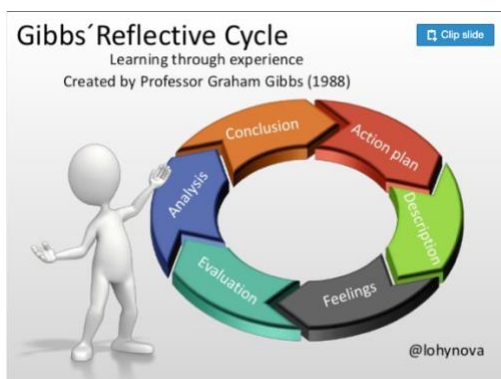 Gibbs´Reflective Cycle
Clip slide
Learning through experience
Created by Professor Graham Gibbs (1988)
Conclusion
Action plan
Analysis
Description
Evaluation
Feelings
@lohynova